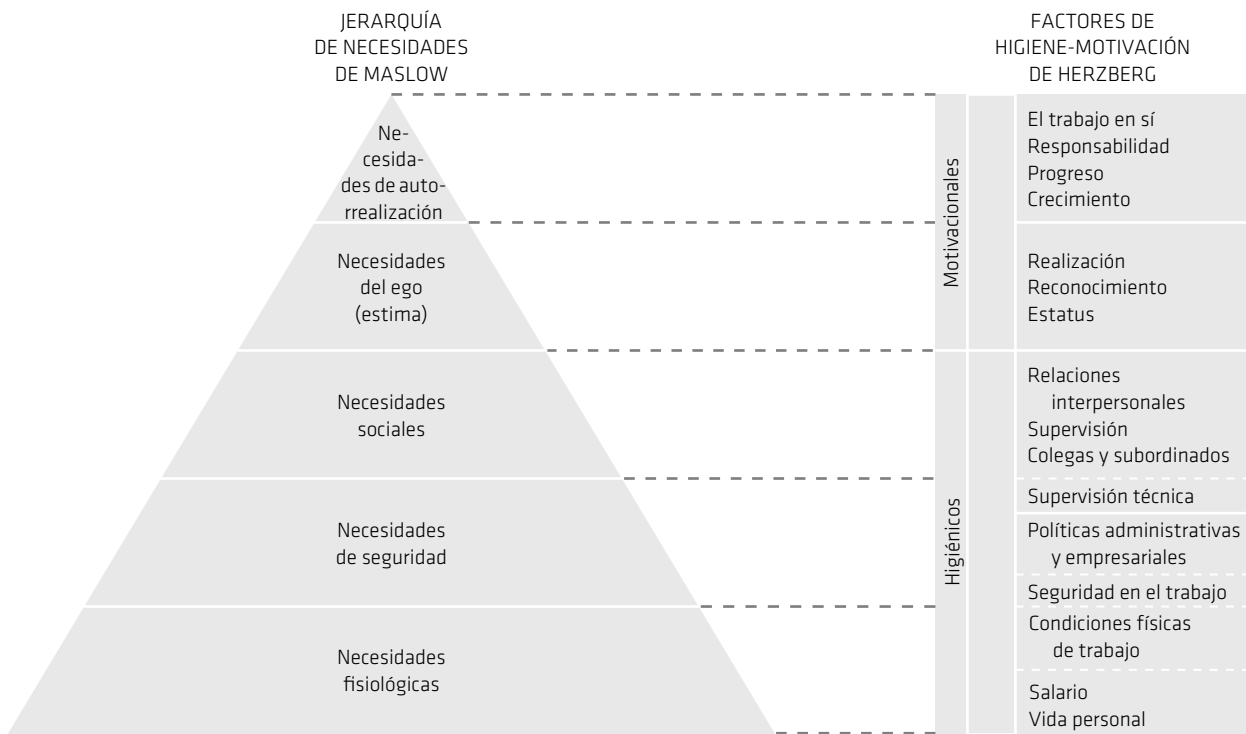 JERARQUÍA
DE NECESIDADES
DE MASLOW
Ne-
cesida-
des de auto-
rrealización
Necesidades
del ego
(estima)
Necesidades
sociales
Necesidades
de seguridad
Necesidades
fisiológicas
FACTORES DE
HIGIENE-MOTIVACIÓN
DE HERZBERG
Motivacionales
El trabajo en sí
Responsabilidad
Progreso
Crecimiento
Realización
Reconocimiento
Estatus
Higiénicos
Relaciones
interpersonales
Supervisión
Colegas y subordinados
Supervisión técnica
Políticas administrativas
y empresariales
Seguridad en el trabajo
Condiciones físicas
de trabajo
Salario
Vida personal